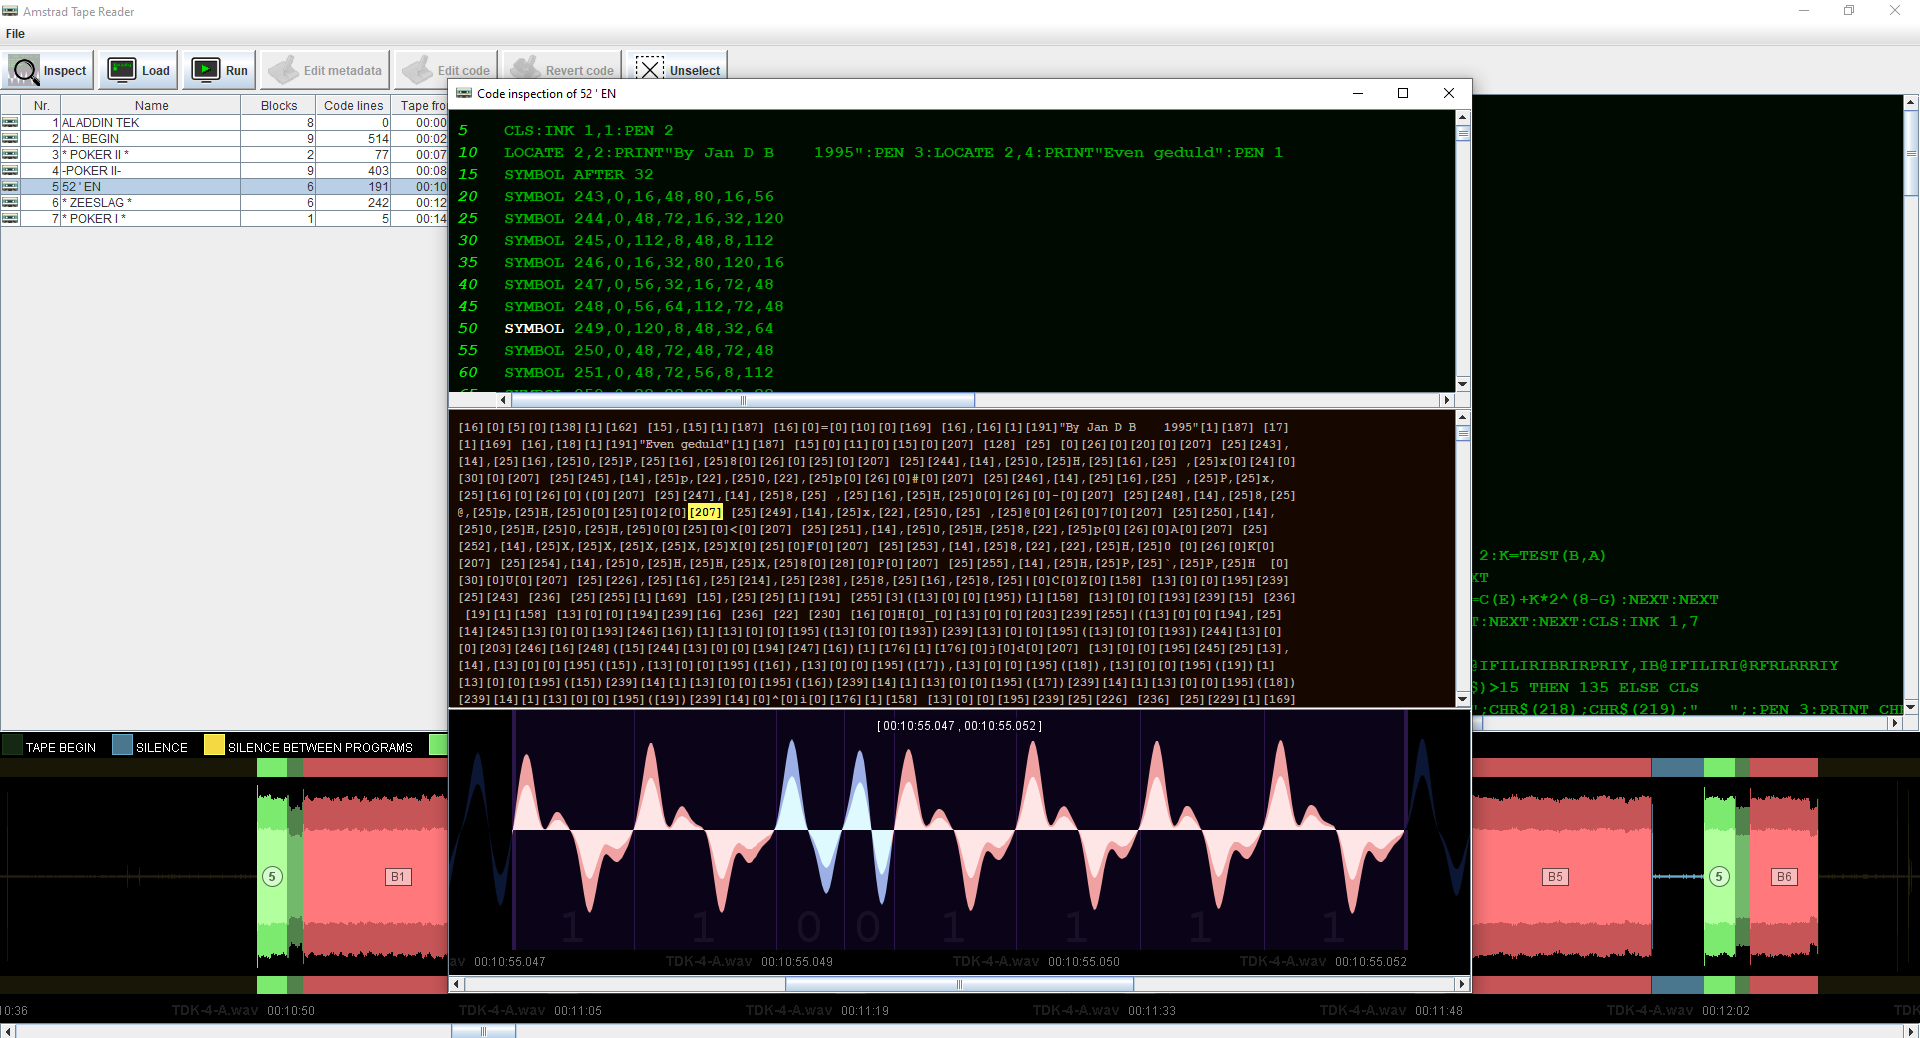 Amstrad Tape Reader
File
Inspect Load Run Edit metadata Edit code Revert code Unselect
Nr. Name Blocks Code lines Tape fro
1 ALADDIN TEK 8 0 00:00
2 AL: BEGIN 9 514 00:02
3 * POKER II * 2 77 00:07
4 -POKER II- 9 403 00:08
5 52 ' EN 6 191 00:10
6 * ZEESLAG * 6 242 00:12
7 * POKER I * 1 5 00:14
Code inspection of 52 ' EN
5 CLS:INK 1,1:PEN 2
10 LOCATE 2,2:PRINT"By Jan D B    1995":PEN 3:LOCATE 2,4:PRINT"Even geduld":PEN 1
15 SYMBOL AFTER 32
20 SYMBOL 243,0,16,48,80,16,56
25 SYMBOL 244,0,48,72,16,32,120
30 SYMBOL 245,0,112,8,48,8,112
35 SYMBOL 246,0,16,32,80,120,16
40 SYMBOL 247,0,56,32,16,72,48
45 SYMBOL 248,0,56,64,112,72,48
50 SYMBOL 249,0,120,8,48,32,64
55 SYMBOL 250,0,48,72,48,72,48
60 SYMBOL 251,0,48,72,56,8,112
[16][0][5][0][138][1][162] [15],[15][1][187] [16][0]=[0][10][0][169] [16],[16][1][191]"By Jan D B    1995"[1][187] [17]
[1][169] [16],[18][1][191]"Even geduld"[1][187] [15][0][11][0][15][0][207] [128] [25] [0][26][0][20][0][207] [25][243],
[14],[25][16],[25]0,[25]P,[25][16],[25]8[0][26][0][25][0][207] [25][244],[14],[25]0,[25]H,[25][16],[25] ,[25]x[0][24][0]
[30][0][207] [25][245],[14],[25]p,[22],[25]0,[22],[25]p[0][26][0]#[0][207] [25][246],[14],[25][16],[25] ,[25]P,[25]x,
[25][16][0][26][0]([0][207] [25][247],[14],[25]8,[25] ,[25][16],[25]H,[25]0[0][26][0]-[0][207] [25][248],[14],[25]8,[25]
@,[25]p,[25]H,[25]0[0][25][0]2[0][207] [25][249],[14],[25]x,[22],[25]0,[25] ,[25]@[0][26][0]7[0][207] [25][250],[14],
[25]0,[25]H,[25]0,[25]H,[25]0[0][25][0]<[0][207] [25][251],[14],[25]0,[25]H,[25]8,[22],[25]p[0][26][0]A[0][207] [25]
[252],[14],[25]X,[25]X,[25]X,[25]X,[25]X[0][25][0]F[0][207] [25][253],[14],[25]8,[22],[22],[25]H,[25]0 [0][26][0]K[0]
[207] [25][254],[14],[25]0,[25]H,[25]H,[25]X,[25]8[0][28][0]P[0][207] [25][255],[14],[25]H,[25]P,[25]`,[25]P,[25]H  [0]
[30][0]U[0][207] [25][226],[25][16],[25][214],[25][238],[25]8,[25][16],[25]8,[25]|[0]C[0]Z[0][158] [13][0][0][195][239]
[25][243] [236] [25][255][1][169] [15],[25][25][1][191] [255][3]([13][0][0][195])[1][158] [13][0][0][193][239][15] [236]
[19][1][158] [13][0][0][194][239][16] [236] [22] [230] [16][0]H[0]_[0][13][0][0][203][239][255]|([13][0][0][194],[25]
[14][245][13][0][0][193][246][16])[1][13][0][0][195]([13][0][0][193])[239][13][0][0][195]([13][0][0][193])[244][13][0]
[0][203][246][16][248]([15][244][13][0][0][194][247][16])[1][176][1][176][0]j[0]d[0][207] [13][0][0][195][245][25][13],
[14],[13][0][0][195]([15]),[13][0][0][195]([16]),[13][0][0][195]([17]),[13][0][0][195]([18]),[13][0][0][195]([19])[1]
[13][0][0][195]([15])[239][14][1][13][0][0][195]([16])[239][14][1][13][0][0][195]([17])[239][14][1][13][0][0][195]([18])
[239][14][1][13][0][0][195]([19])[239][14][0]^[0]i[0][176][1][158] [13][0][0][195][239][25][226] [236] [25][229][1][169]
2:K=TEST(B,A)
XT
=C(E)+K*2^(8-G):NEXT:NEXT
T:NEXT:NEXT:CLS:INK 1,7
@IFILIRIBRIRPRIY,IB@IFILIRI@RFRLRRRIY
$)>15 THEN 135 ELSE CLS
";CHR$(218);CHR$(219);"   ";:PEN 3:PRINT CHR
[ 00:10:55.047 , 00:10:55.052 ]
1 1 0 0 1 1 1 1
av 00:10:55.047 TDK-4-A.wav 00:10:55.049 TDK-4-A.wav 00:10:55.050 TDK-4-A.wav 00:10:55.052
TAPE BEGIN SILENCE SILENCE BETWEEN PROGRAMS
5 B1 B5 5 B6
10:36 TDK-4-A.wav 00:10:50 TDK-4-A.wav 00:11:05 TDK-4-A.wav 00:11:19 TDK-4-A.wav 00:11:33 TDK-4-A.wav 00:11:48 TDK-4-A.wav 00:12:02 TDK